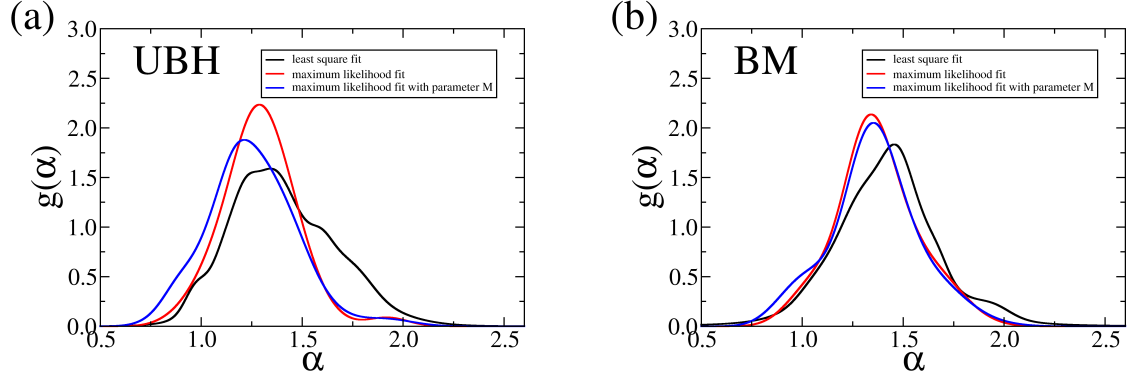 (a)
UBH
least square fit
maximum likelihood fit
maximum likelihood fit with parameter M
g(α)
3.0
2.5
2.0
1.5
1.0
0.5
0.0
0.5 1.0 1.5 2.0 2.5
α
(b)
BM
least square fit
maximum likelihood fit
maximum likelihood fit with parameter M
g(α)
3.0
2.5
2.0
1.5
1.0
0.5
0.0
0.5 1.0 1.5 2.0 2.5
α